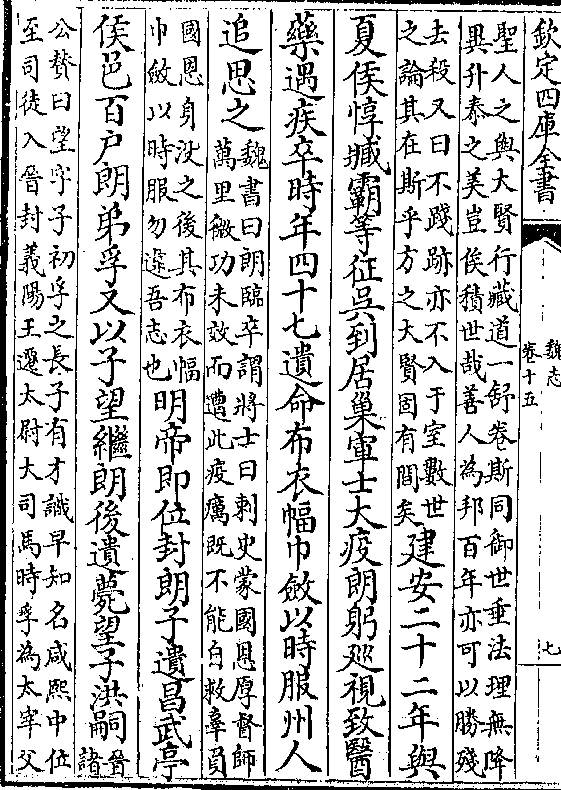 欽定四庫全書
魏志
卷十五
七
聖人之與大賢行藏道一舒卷斯同御世垂法理無降
異升泰之美豈俟積世哉善人為邦百年亦可以勝殘
去殺又曰不踐跡亦不入于室數世
之論其在斯乎方之大賢固有間矣
建安二十二年與
夏侯惇臧霸等征吳到居巢軍士大疫朗躬廵視致醫
藥遇疾卒時年四十七遺命布衣幅巾斂以時服州人
追思之
魏書曰朗臨卒謂將士曰刺史蒙國恩厚督師
萬里微功未效而遭此疫癘既不能自救辜負
國恩身沒之後其布衣幅
巾斂以時服勿違吾志也
明帝即位封朗子遺昌武亭
侯邑百户朗弟孚又以子望繼朗後遺薨望子洪嗣
晉諸
公贊曰望字子初孚之長子有才識早知名咸熙中位
至司徒入晉封義陽王遷太尉大司馬時孚為太宰父